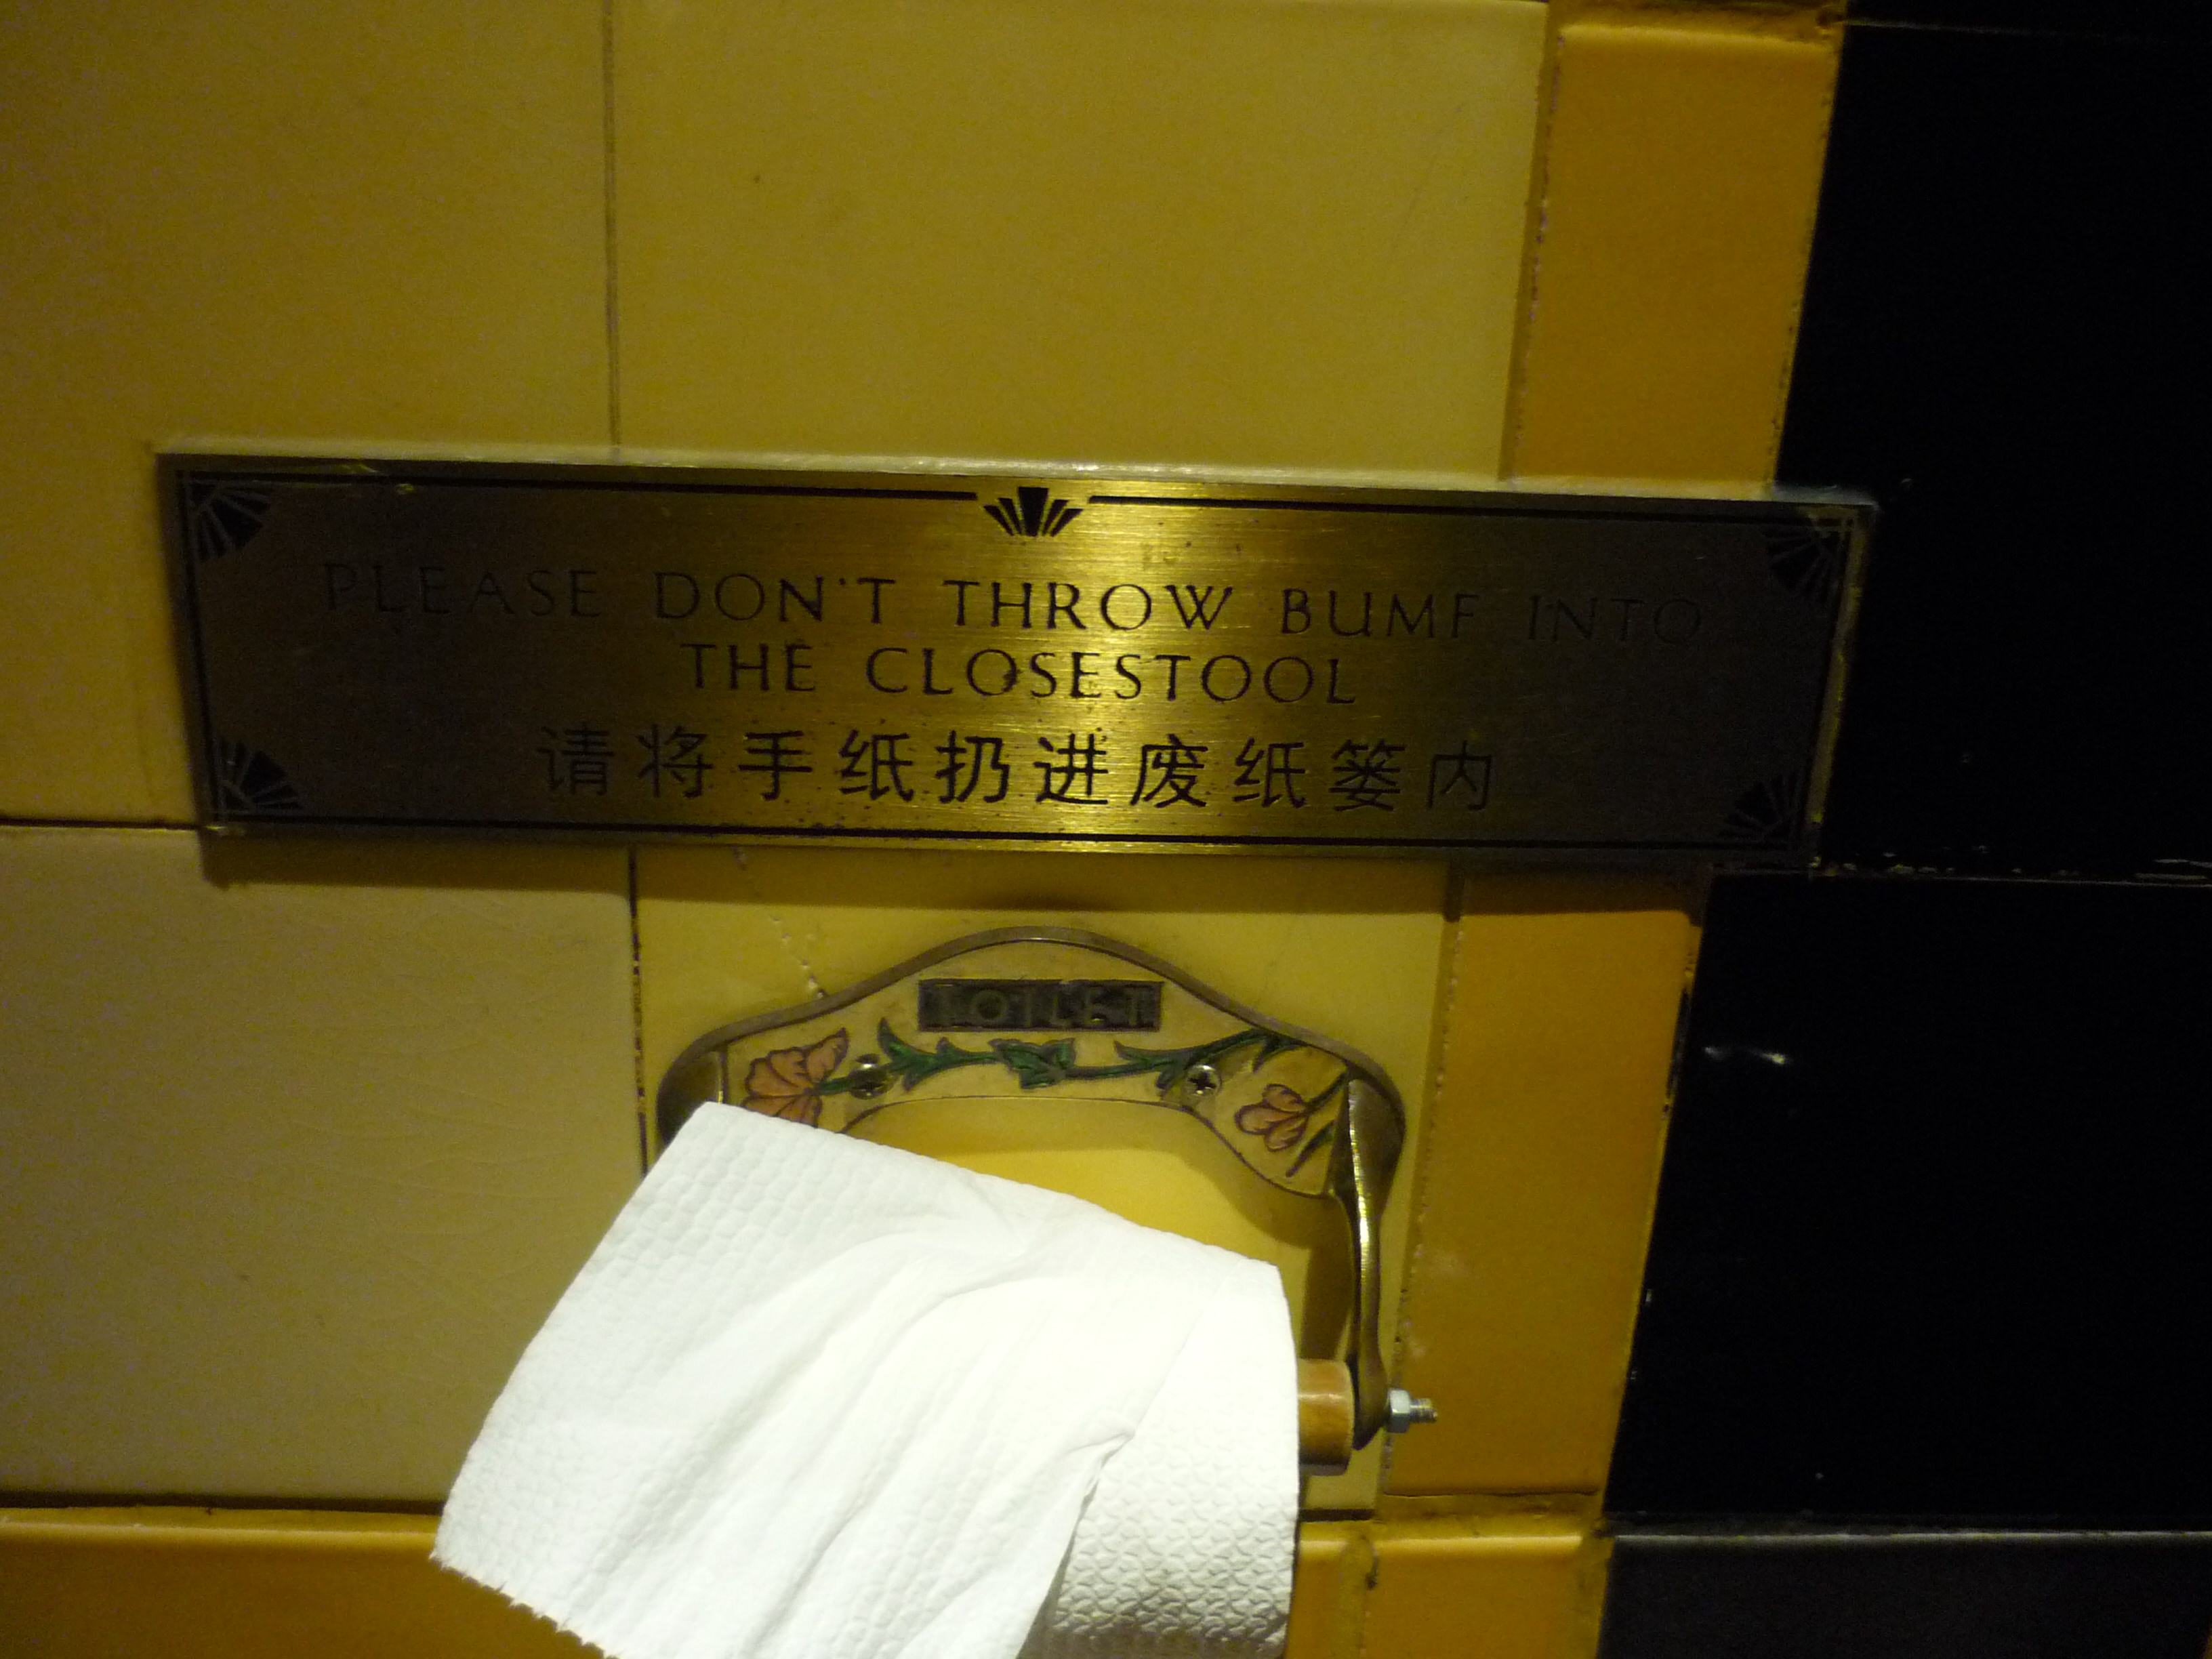 PLEASE DON'T THROW BUMF INTO
THE CLOSESTOOL
请将手纸扔进废纸篓内
TOILET